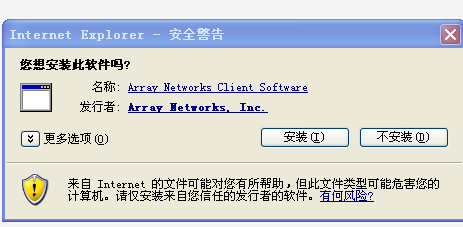 Internet Explorer - 安全警告
您想安装此软件吗?
名称: Array Networks Client Software
发行者: Array Networks, Inc.
更多选项(O)
安装(I)
不安装(D)
来自 Internet 的文件可能对您有所帮助，但此文件类型可能危害您的
计算机。请仅安装来自您信任的发行者的软件。有何风险?